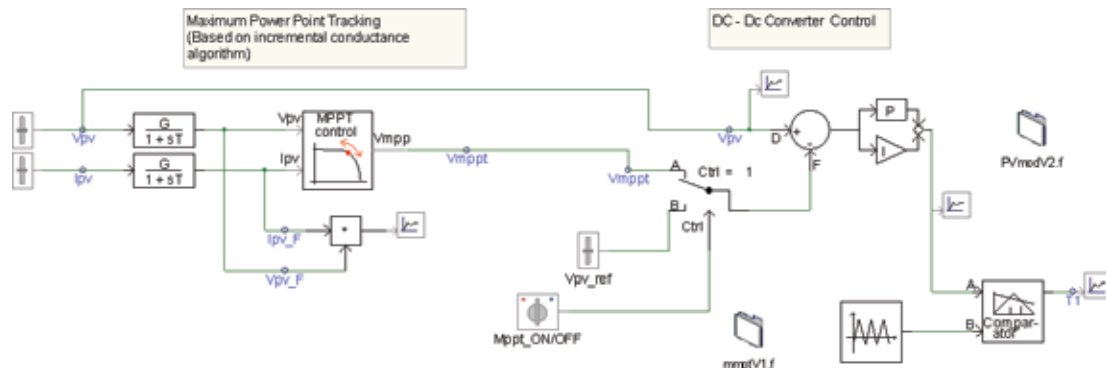 Maximum Power Point Tracking
(Based on incremental conductance
algorithm)
DC - Dc Converter Control
Vpv
G
1 + sT
Ipv
G
1 + sT
Vpv
MPPT
control
Ipv
Vmpp
Vmppt
Vmppt
Vpv
D
+
-
F
P
I
PVmodV2.f
A
Ctrl = 1
B
Ctrl
Ipv_F
*
Vpv_F
Vpv_ref
Mppt_ON/OFF
mmptV1.f
A
B
Compar-
ator
T1